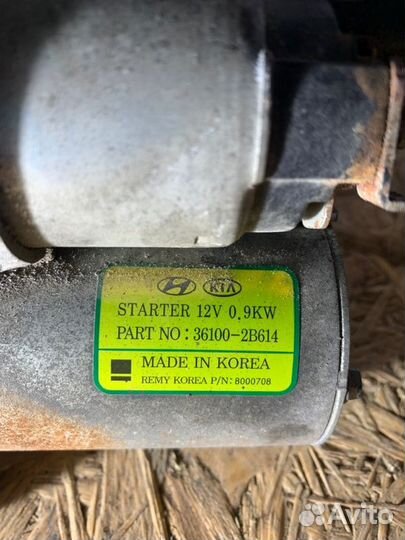 KIA
STARTER 12V 0.9KW
PART NO : 36100-2B614
MADE IN KOREA
REMY KOREA P/N: 8000708
Avito